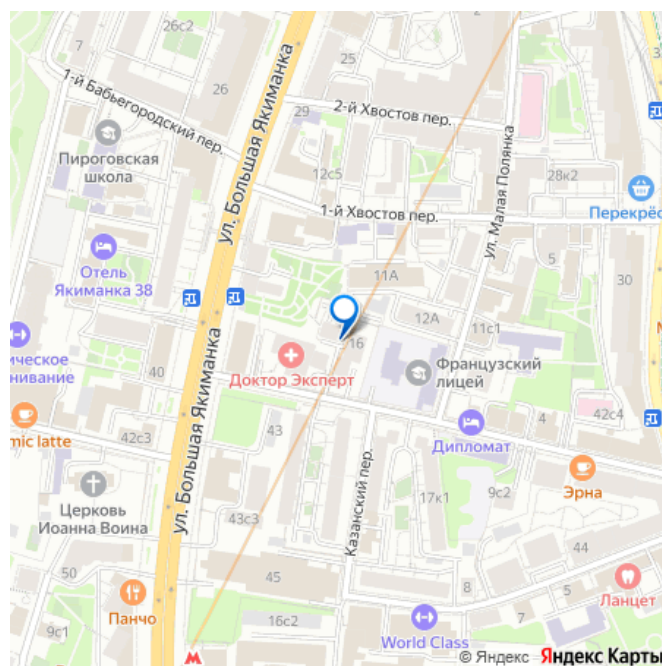 26с2
7
1-й Бабьегородский пер.
26
ул. Большая Якиманка
29
2-й Хвостов пер.
Пироговская
школа
12с5
28к2
Перекрёс
1-й Хвостов пер.
ул. Малая Полянка
Отель
Якиманка 38
11А
5
30
12А
11с1
16
ическое
нивание
40
Доктор Эксперт
Французский
лицей
mic latte
42с3
43
4
42с4
Дипломат
ул. Большая Якиманка
Церковь
Иоанна Воина
43с3
Казанский пер.
17к1
9с2
Эрна
44
50
45
8
5
Ланцет
Панчо
16с2
World Class
9с1
© Яндекс Яндекс Карты